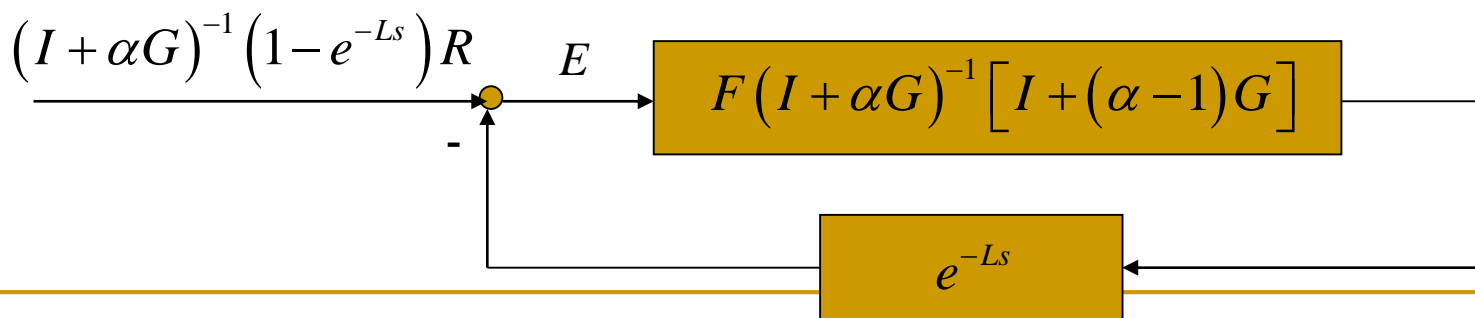 (I + αG)⁻¹ (1 − e^{−Ls}) R
E
F(I + αG)⁻¹ [I + (α − 1)G]
-
e^{−Ls}